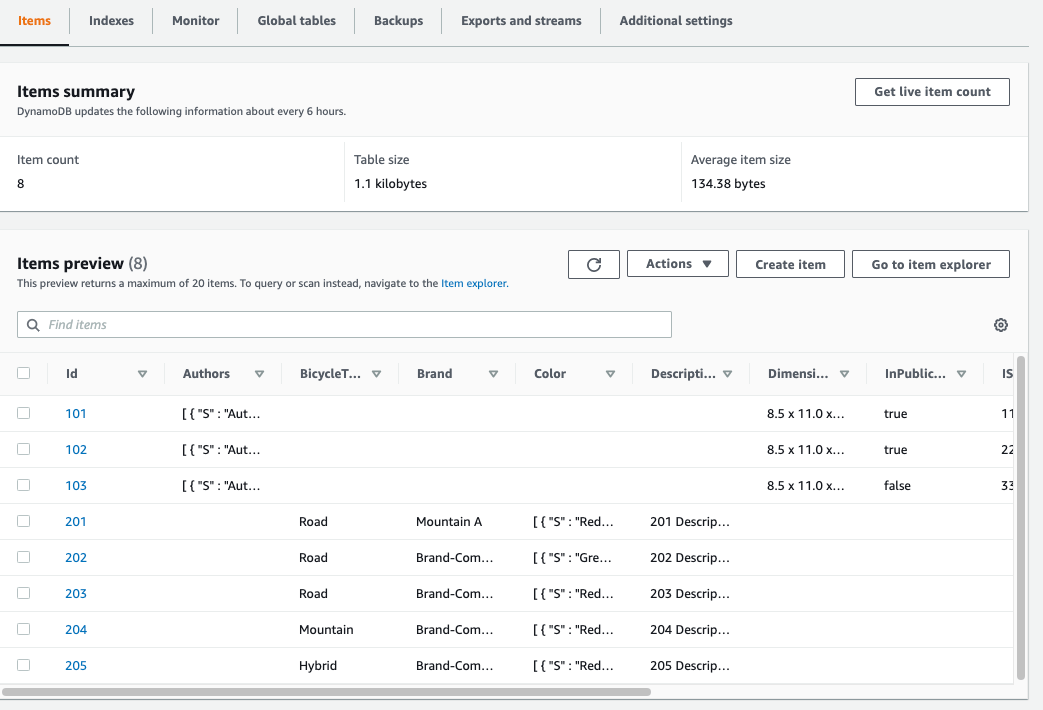 Items Indexes Monitor Global tables Backups Exports and streams Additional settings
Items summary
Get live item count
DynamoDB updates the following information about every 6 hours.
Item count Table size Average item size
8 1.1 kilobytes 134.38 bytes
Items preview (8)
Actions Create item Go to item explorer
This preview returns a maximum of 20 items. To query or scan instead, navigate to the Item explorer.
Find items
Id Authors BicycleT... Brand Color Descripti... Dimensi... InPublic... IS
101 [ { "S" : "Aut... 8.5 x 11.0 x... true 11
102 [ { "S" : "Aut... 8.5 x 11.0 x... true 22
103 [ { "S" : "Aut... 8.5 x 11.0 x... false 33
201 Road Mountain A [ { "S" : "Red... 201 Descrip...
202 Road Brand-Com... [ { "S" : "Gre... 202 Descrip...
203 Road Brand-Com... [ { "S" : "Red... 203 Descrip...
204 Mountain Brand-Com... [ { "S" : "Red... 204 Descrip...
205 Hybrid Brand-Com... [ { "S" : "Red... 205 Descrip...